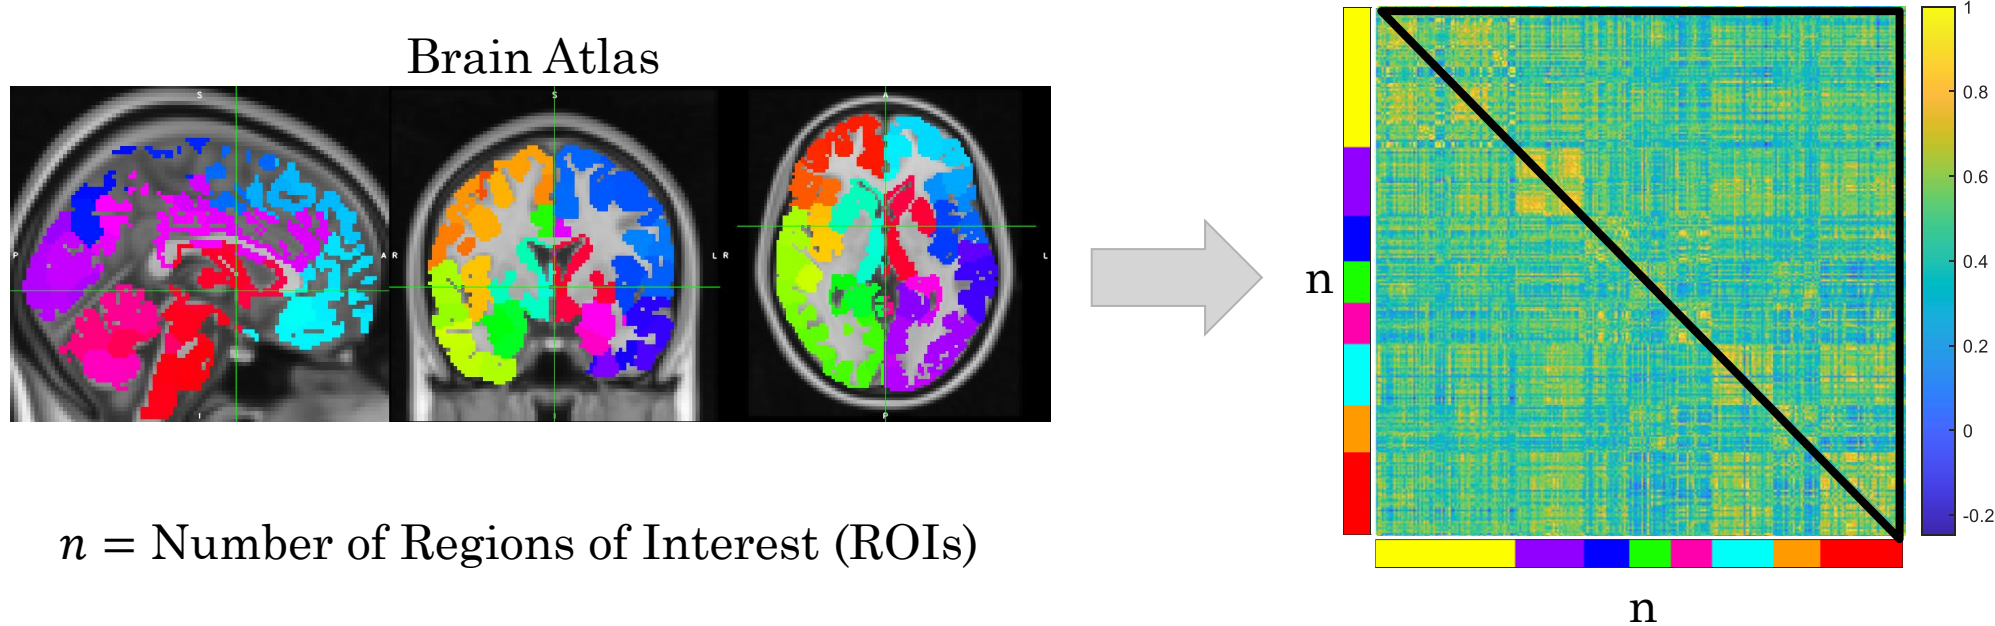 Brain Atlas
S
P
A
I
S
R
L
I
A
R
L
P
n = Number of Regions of Interest (ROIs)
n
n
1
0.8
0.6
0.4
0.2
0
-0.2